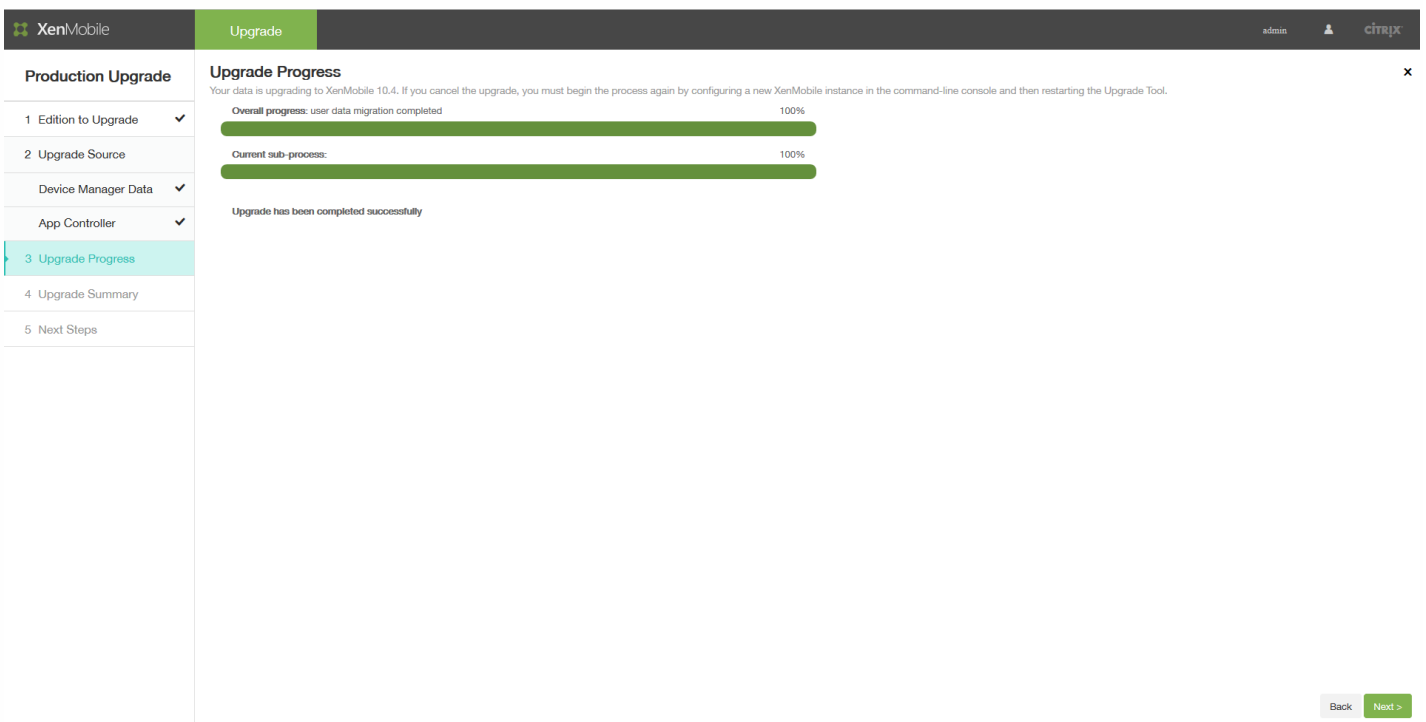 XenMobile
Upgrade
admin
CİTRIX
Production Upgrade
1 Edition to Upgrade
2 Upgrade Source
Device Manager Data
App Controller
3 Upgrade Progress
4 Upgrade Summary
5 Next Steps
Upgrade Progress
Your data is upgrading to XenMobile 10.4. If you cancel the upgrade, you must begin the process again by configuring a new XenMobile instance in the command-line console and then restarting the Upgrade Tool.
Overall progress: user data migration completed 100%
Current sub-process: 100%
Upgrade has been completed successfully
Back
Next >